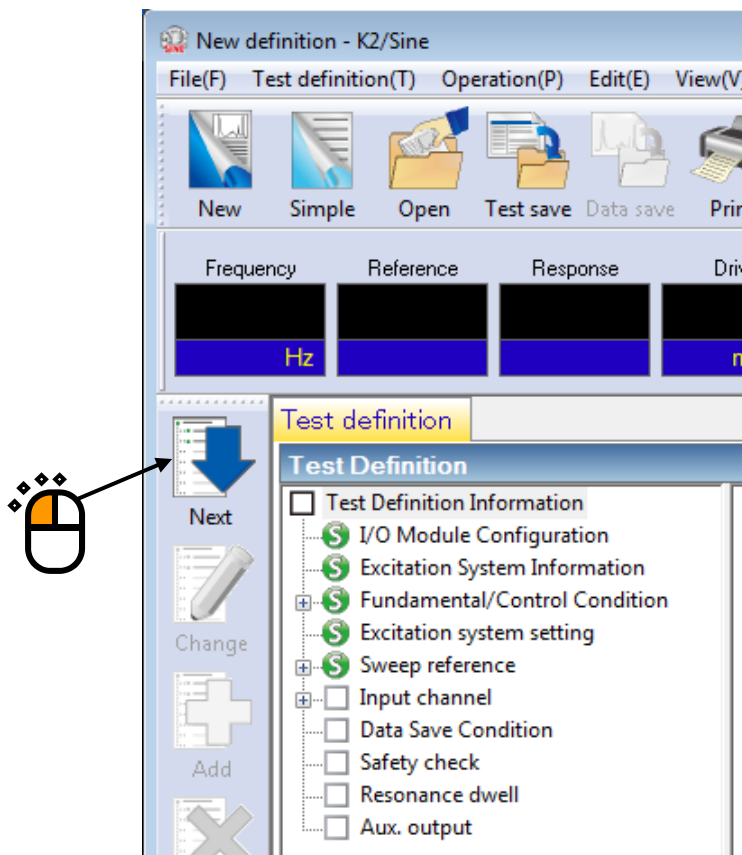 New definition - K2/Sine
File(F) Test definition(T) Operation(P) Edit(E) View(V)
New Simple Open Test save Data save
Frequency Reference Response
Hz
Test definition
Test Definition
Next
Test Definition Information
S I/O Module Configuration
S Excitation System Information
S Fundamental/Control Condition
Change
S Excitation system setting
S Sweep reference
Input channel
Data Save Condition
Add
Safety check
Resonance dwell
Aux. output